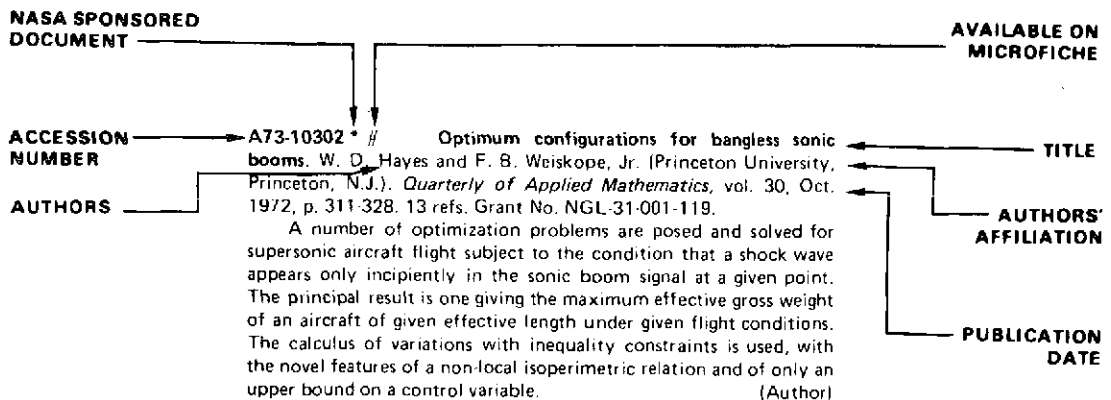 NASA SPONSORED
DOCUMENT
AVAILABLE ON
MICROFICHE
ACCESSION
NUMBER
AUTHORS
A73-10302 * # Optimum configurations for bangless sonic
booms. W. D. Hayes and F. B. Weiskope, Jr. (Princeton University,
Princeton, N.J.). Quarterly of Applied Mathematics, vol. 30, Oct.
1972, p. 311-328. 13 refs. Grant No. NGL-31-001-119.
A number of optimization problems are posed and solved for
supersonic aircraft flight subject to the condition that a shock wave
appears only incipiently in the sonic boom signal at a given point.
The principal result is one giving the maximum effective gross weight
of an aircraft of given effective length under given flight conditions.
The calculus of variations with inequality constraints is used, with
the novel features of a non-local isoperimetric relation and of only an
upper bound on a control variable. (Author)
TITLE
AUTHORS'
AFFILIATION
PUBLICATION
DATE